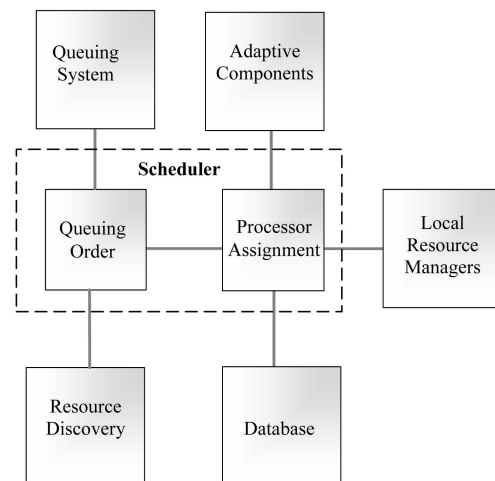 Queuing
System
Adaptive
Components
Scheduler
Queuing
Order
Processor
Assignment
Local
Resource
Managers
Resource
Discovery
Database